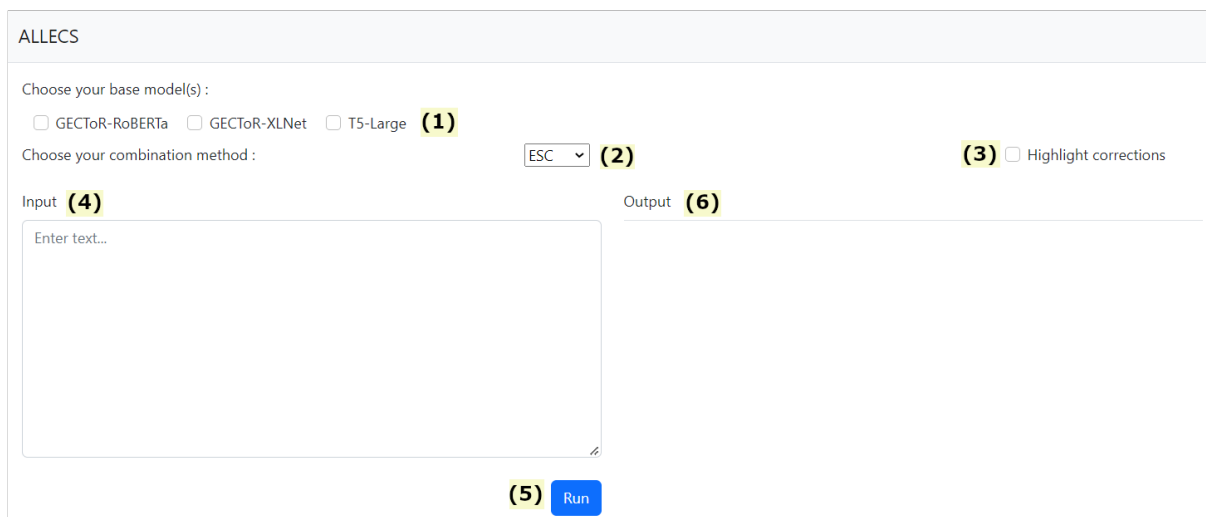 ALLECS
Choose your base model(s) :
GECToR-RoBERTa GECToR-XLNet T5-Large (1)
Choose your combination method : ESC (2) (3) Highlight corrections
Input (4) Output (6)
Enter text...
(5) Run